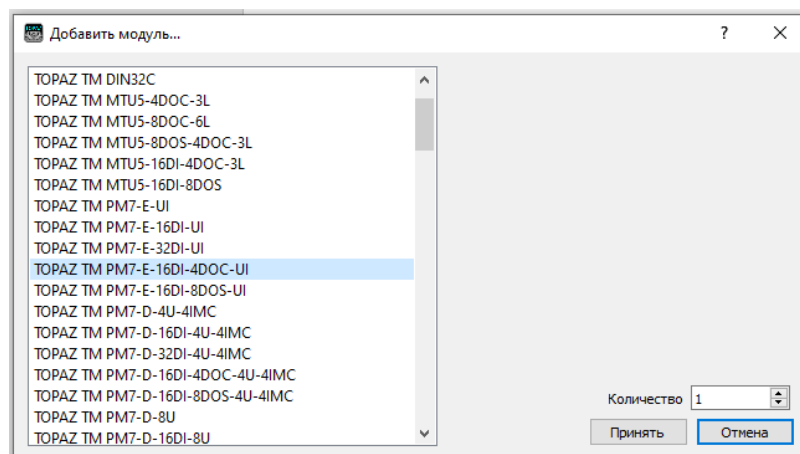 Добавить модуль...
TOPAZ TM DIN32C
TOPAZ TM MTU5-4DOC-3L
TOPAZ TM MTU5-8DOC-6L
TOPAZ TM MTU5-8DOS-4DOC-3L
TOPAZ TM MTU5-16DI-4DOC-3L
TOPAZ TM MTU5-16DI-8DOS
TOPAZ TM PM7-E-UI
TOPAZ TM PM7-E-16DI-UI
TOPAZ TM PM7-E-32DI-UI
TOPAZ TM PM7-E-16DI-4DOC-UI
TOPAZ TM PM7-E-16DI-8DOS-UI
TOPAZ TM PM7-D-4U-4IMC
TOPAZ TM PM7-D-16DI-4U-4IMC
TOPAZ TM PM7-D-32DI-4U-4IMC
TOPAZ TM PM7-D-16DI-4DOC-4U-4IMC
TOPAZ TM PM7-D-16DI-8DOS-4U-4IMC
TOPAZ TM PM7-D-8U
TOPAZ TM PM7-D-16DI-8U
Количество 1
Принять Отмена